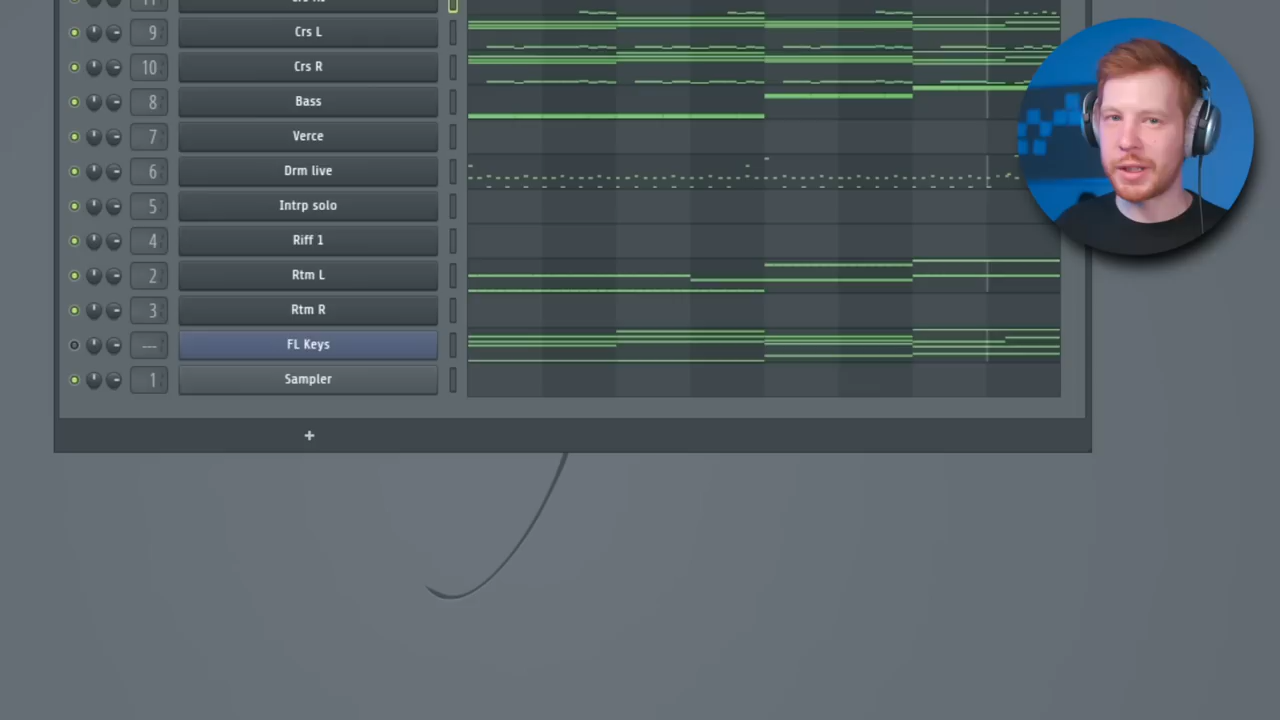 9 Crs L
10 Crs R
8 Bass
7 Verce
6 Drm live
5 Intrp solo
4 Riff 1
2 Rtm L
3 Rtm R
--- FL Keys
1 Sampler
+